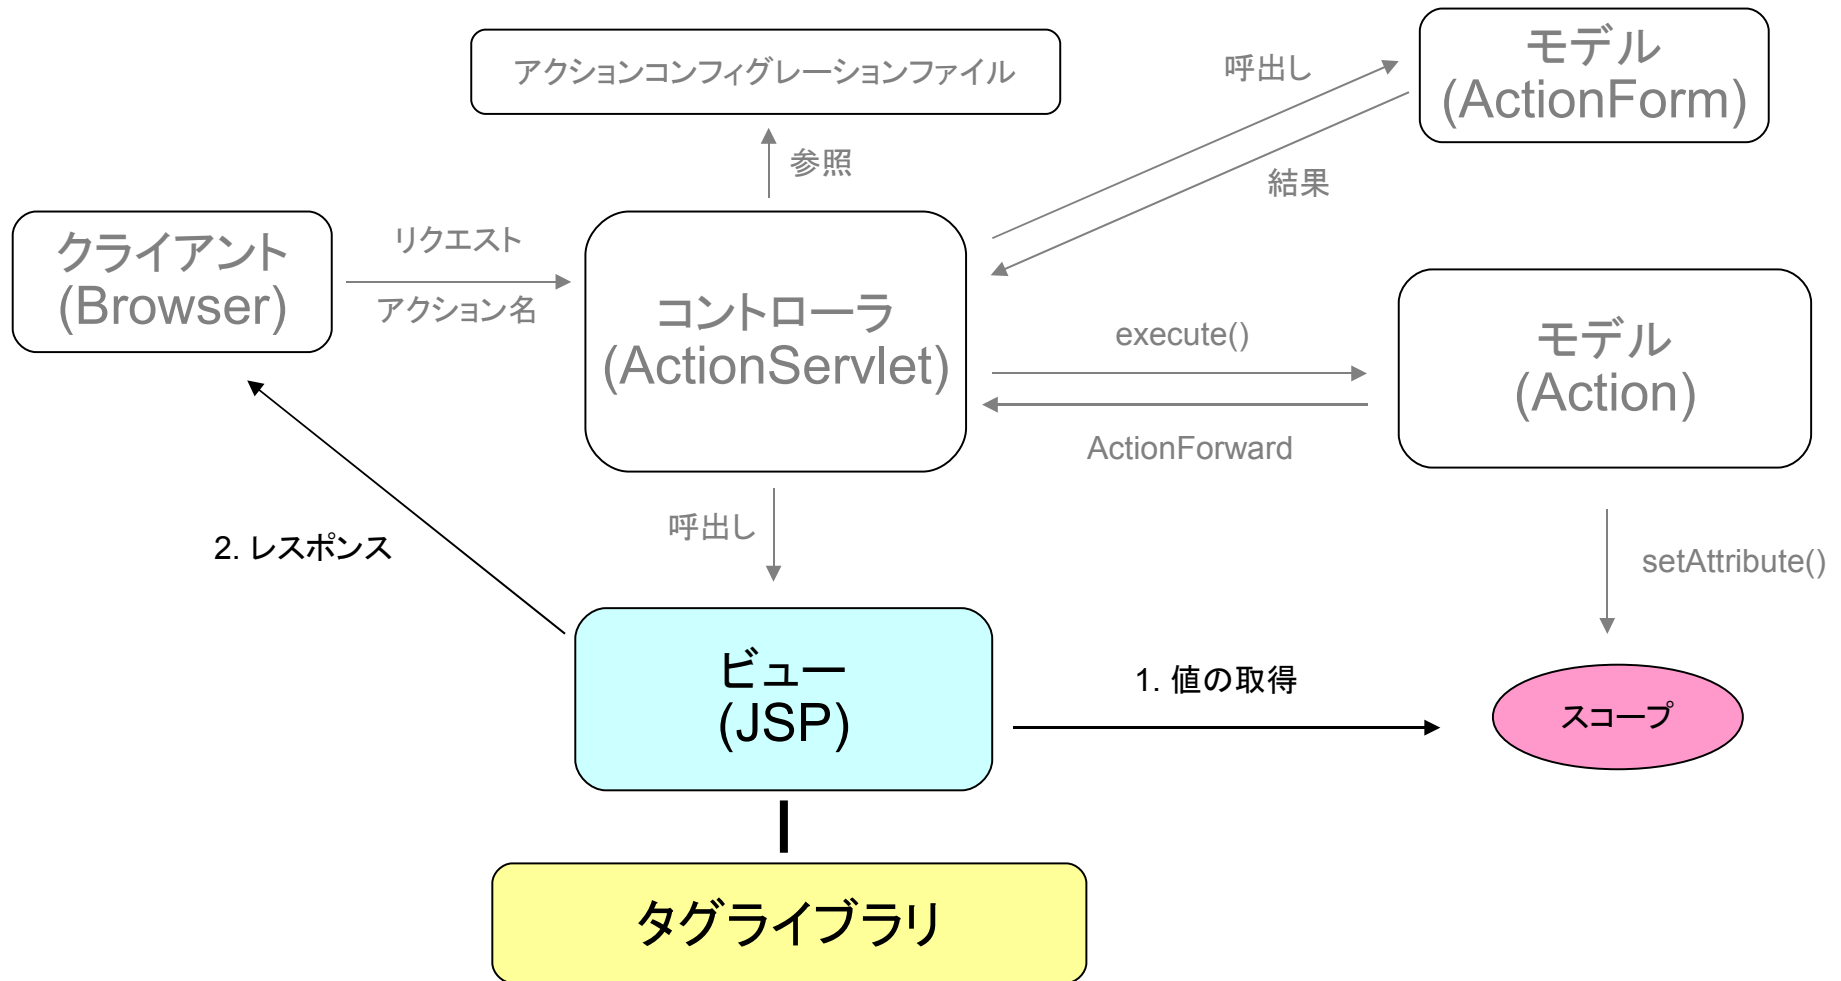 アクションコンフィグレーションファイル
呼出し
モデル
(ActionForm)
参照
結果
クライアント
(Browser)
リクエスト
アクション名
コントローラ
(ActionServlet)
execute()
ActionForward
モデル
(Action)
呼出し
2. レスポンス
setAttribute()
ビュー
(JSP)
1. 値の取得
スコープ
タグライブラリ